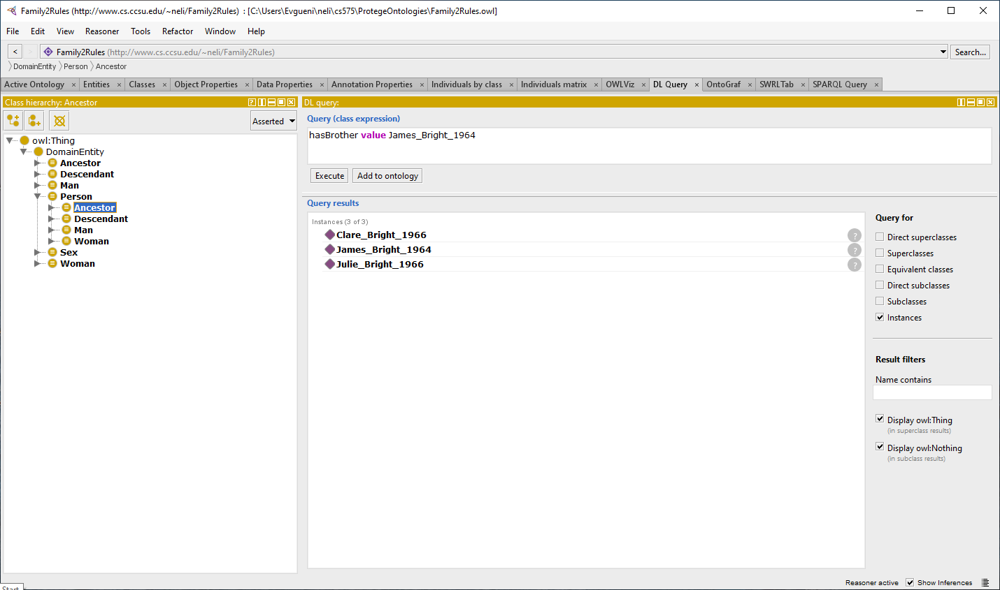 Family2Rules (http://www.cs.ccsu.edu/~neli/Family2Rules) : [C:\Users\Evgueni\neli\cs575\ProtegeOntologies\Family2Rules.owl]
File Edit View Reasoner Tools Refactor Window Help
< > Family2Rules (http://www.cs.ccsu.edu/~neli/Family2Rules) Search...
DomainEntity Person Ancestor
Active Ontology × Entities × Classes × Object Properties × Data Properties × Annotation Properties × Individuals by class × Individuals matrix × OWLViz × DL Query × OntoGraf × SWRLTab × SPARQL Query ×
Class hierarchy: Ancestor
Asserted
owl:Thing
DomainEntity
Ancestor
Descendant
Man
Person
Ancestor
Descendant
Man
Woman
Sex
Woman
DL query:
Query (class expression)
hasBrother value James_Bright_1964
Execute Add to ontology
Query results
Instances (3 of 3)
Clare_Bright_1966 ?
James_Bright_1964 ?
Julie_Bright_1966 ?
Query for
Direct superclasses
Superclasses
Equivalent classes
Direct subclasses
Subclasses
Instances
Result filters
Name contains
Display owl:Thing
(in superclass results)
Display owl:Nothing
(in subclass results)
Reasoner active Show Inferences
Start